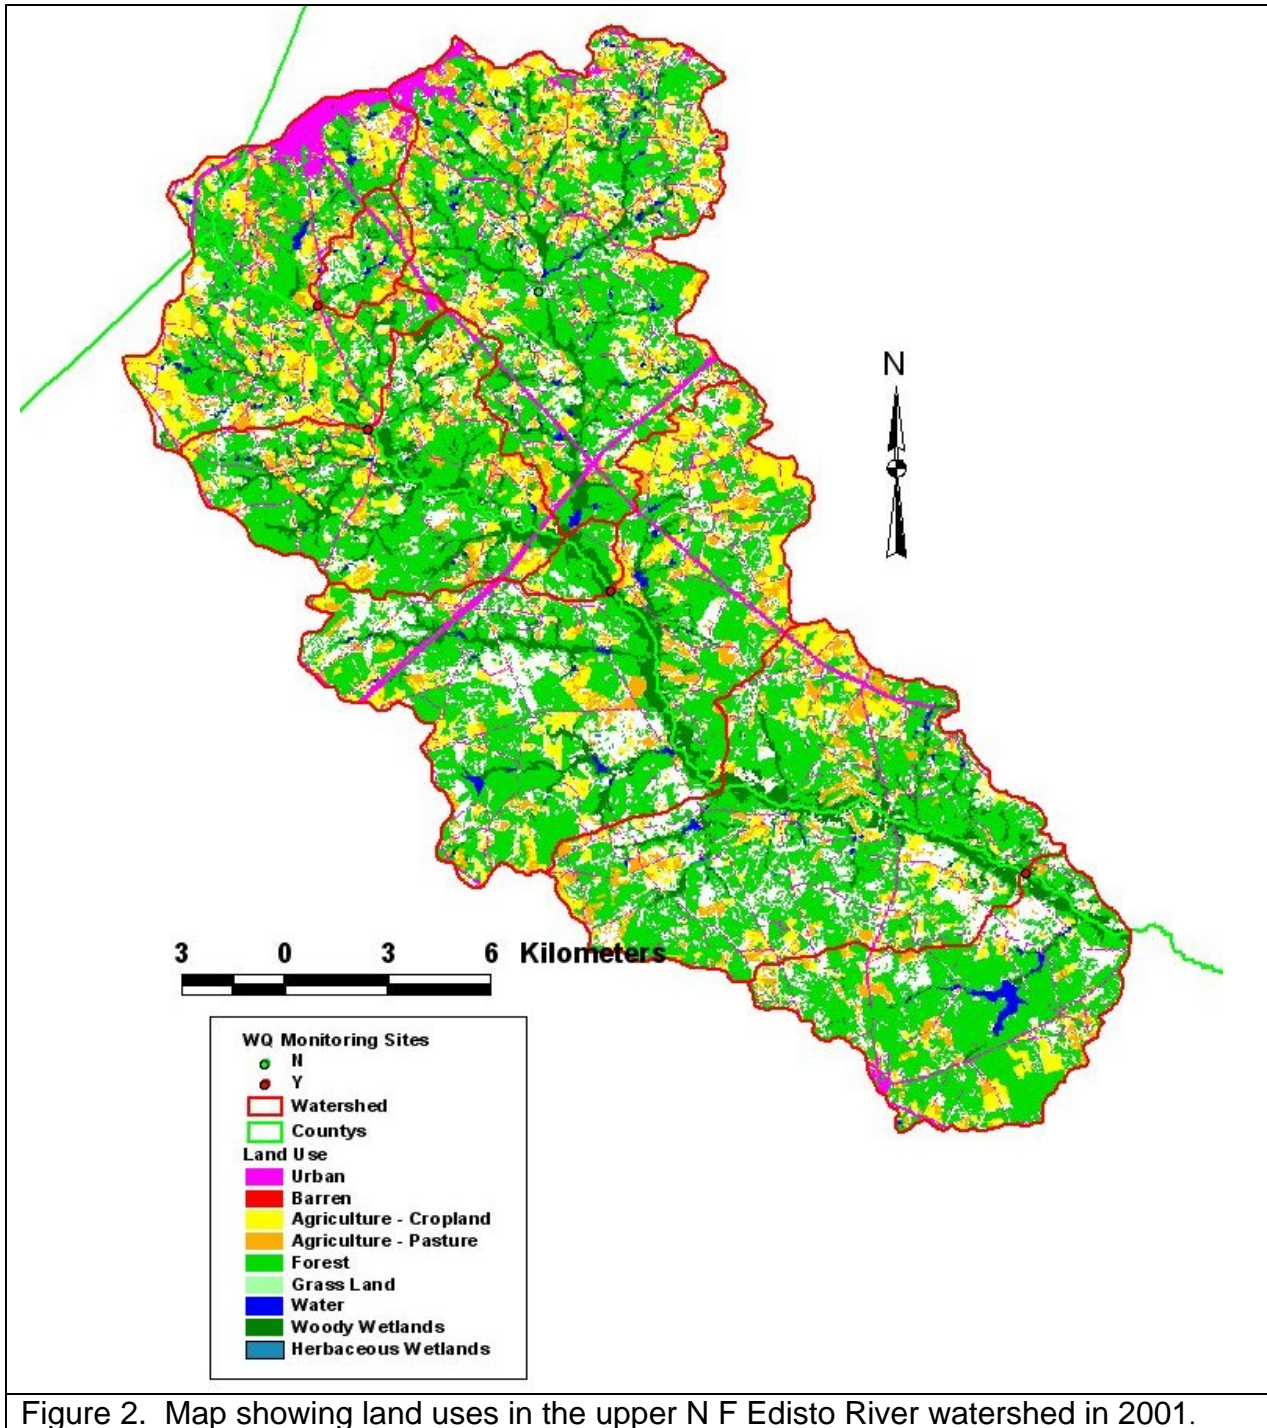 N
3 0 3 6 Kilometers
WQ Monitoring Sites
N
Y
Watershed
Countys
Land Use
Urban
Barren
Agriculture - Cropland
Agriculture - Pasture
Forest
Grass Land
Water
Woody Wetlands
Herbaceous Wetlands
Figure 2. Map showing land uses in the upper N F Edisto River watershed in 2001.